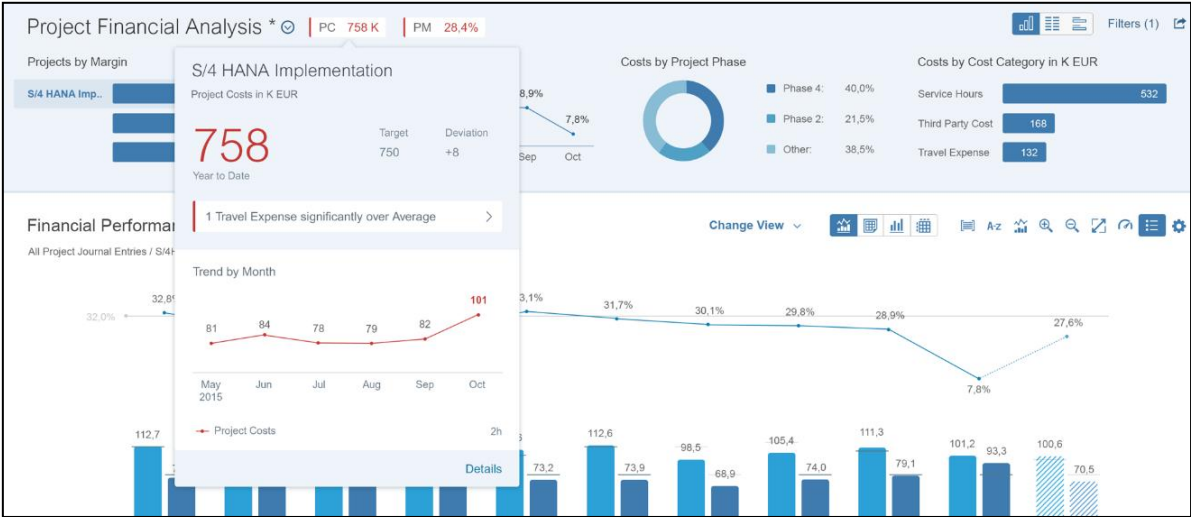 Project Financial Analysis *
PC 758 K
PM 28,4%
Filters (1)
Projects by Margin
S/4 HANA Imp..
S/4 HANA Implementation
Project Costs in K EUR
758
Year to Date
Target
750
Deviation
+8
1 Travel Expense significantly over Average
Trend by Month
81 84 78 79 82 101
May Jun Jul Aug Sep Oct
2015
Project Costs 2h
Details
8,9%
7,8%
Sep Oct
Costs by Project Phase
Phase 4: 40,0%
Phase 2: 21,5%
Other: 38,5%
Costs by Cost Category in K EUR
Service Hours 532
Third Party Cost 168
Travel Expense 132
Financial Performa
Change View
A-z
All Project Journal Entries / S/4H
32,0% 32,8% 3,1% 31,7% 30,1% 29,8% 28,9% 7,8% 27,6%
112,7 73,2 112,6 73,9 98,5 68,9 105,4 74,0 111,3 79,1 101,2 93,3 100,6 70,5